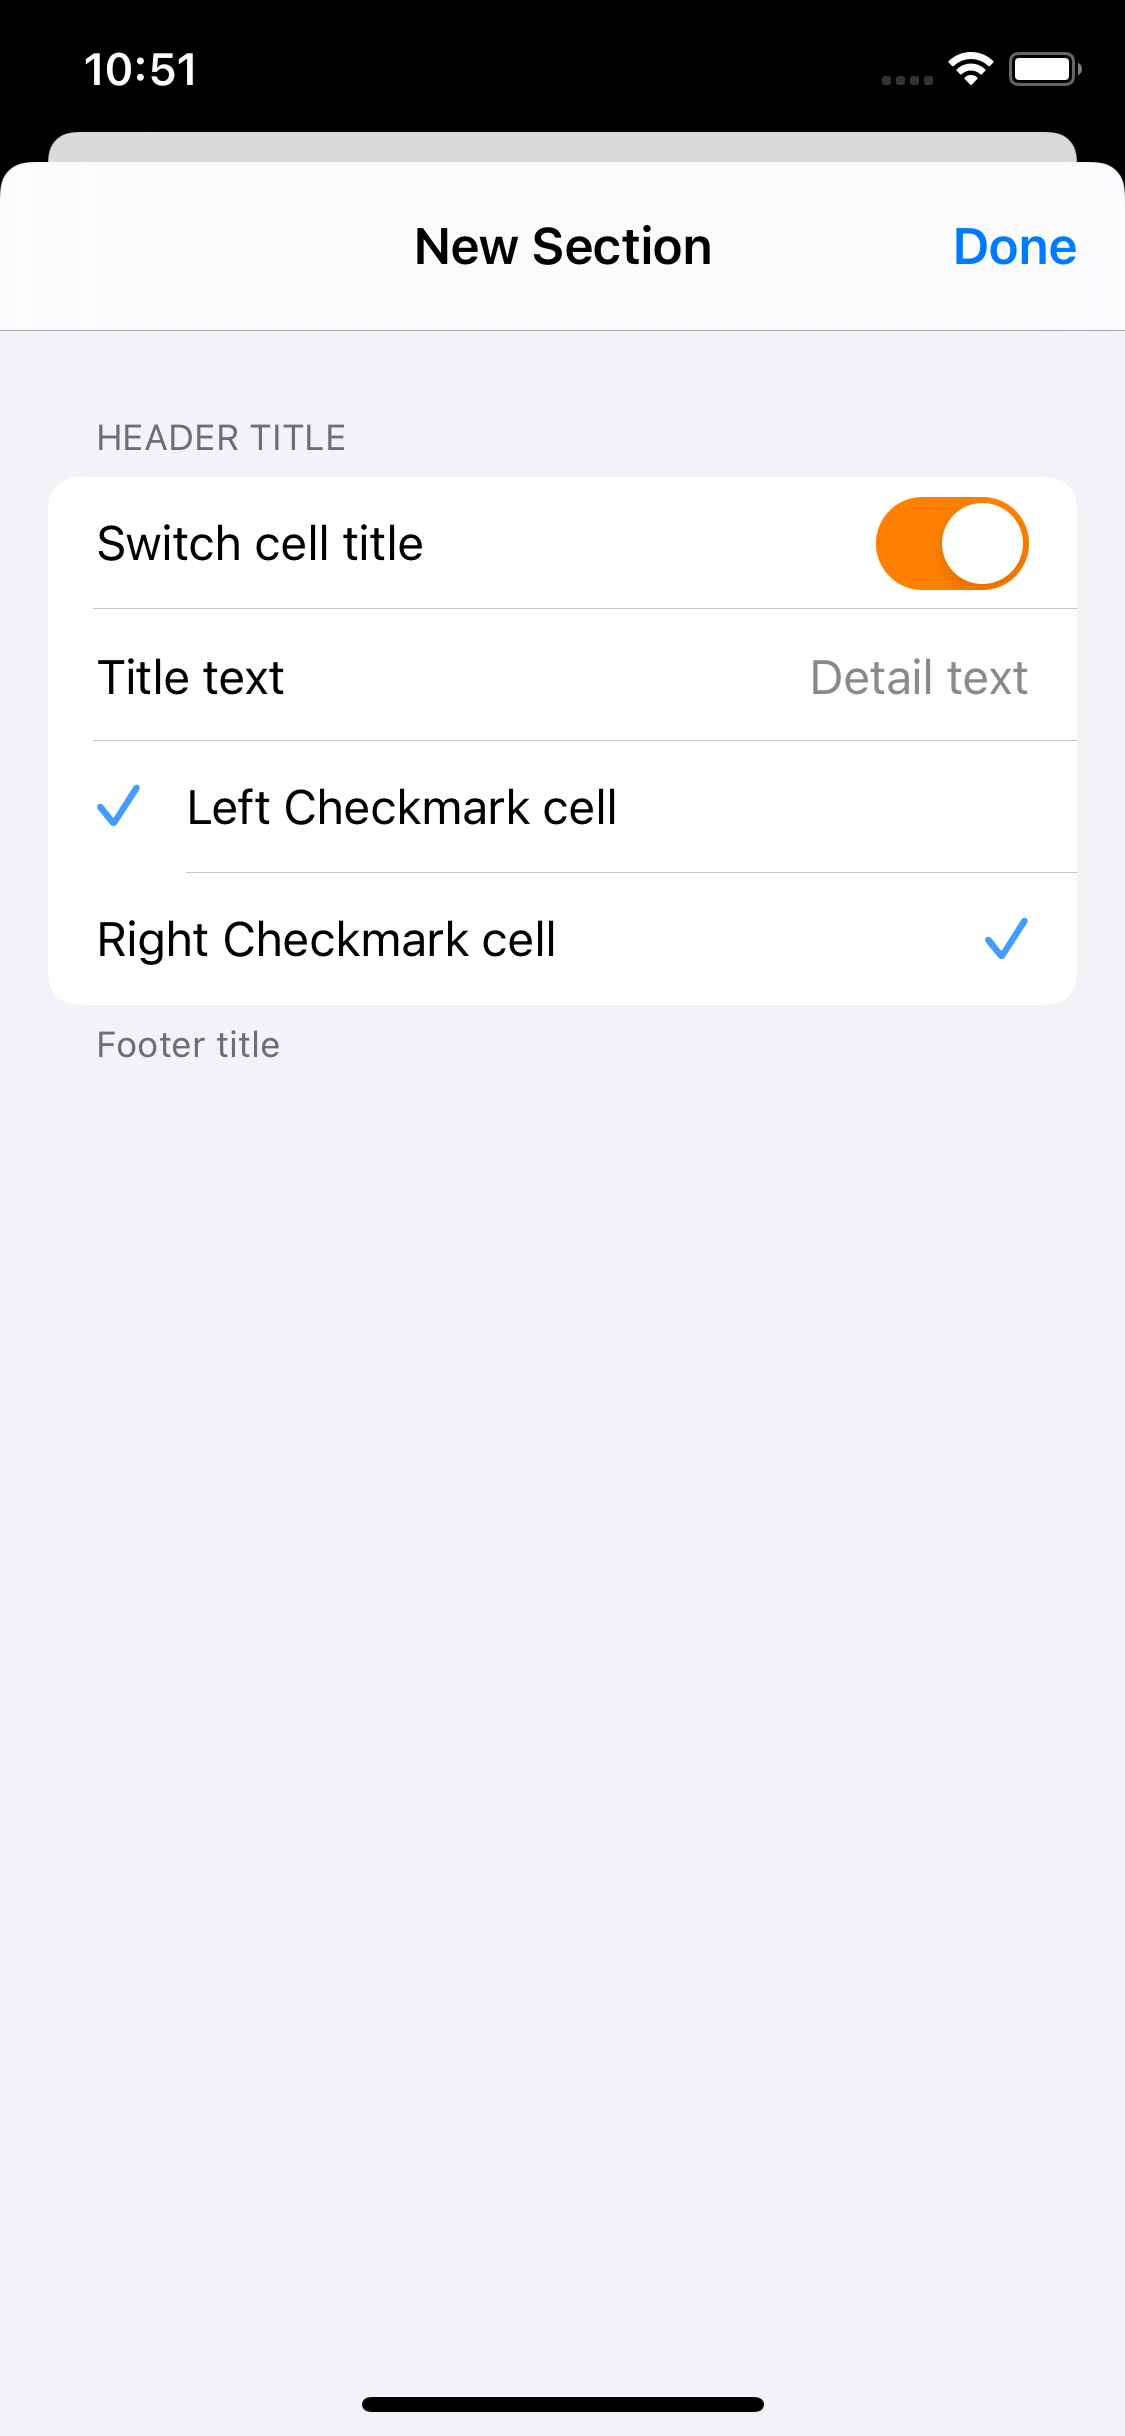 10:51
New Section
Done
HEADER TITLE
Switch cell title
Title text
Detail text
Left Checkmark cell
Right Checkmark cell
Footer title